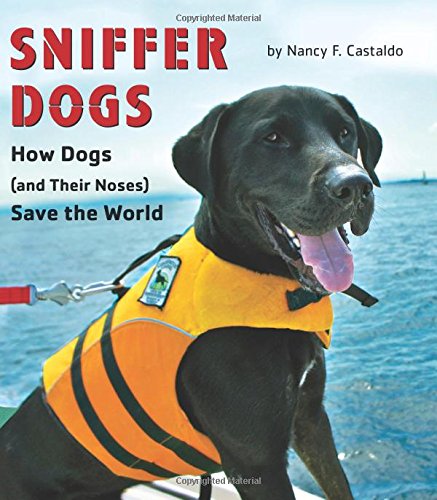 Copyrighted Material
SNIFFER
DOGS
by Nancy F. Castaldo
How Dogs
(and Their Noses)
Save the World
Copyrighted Material